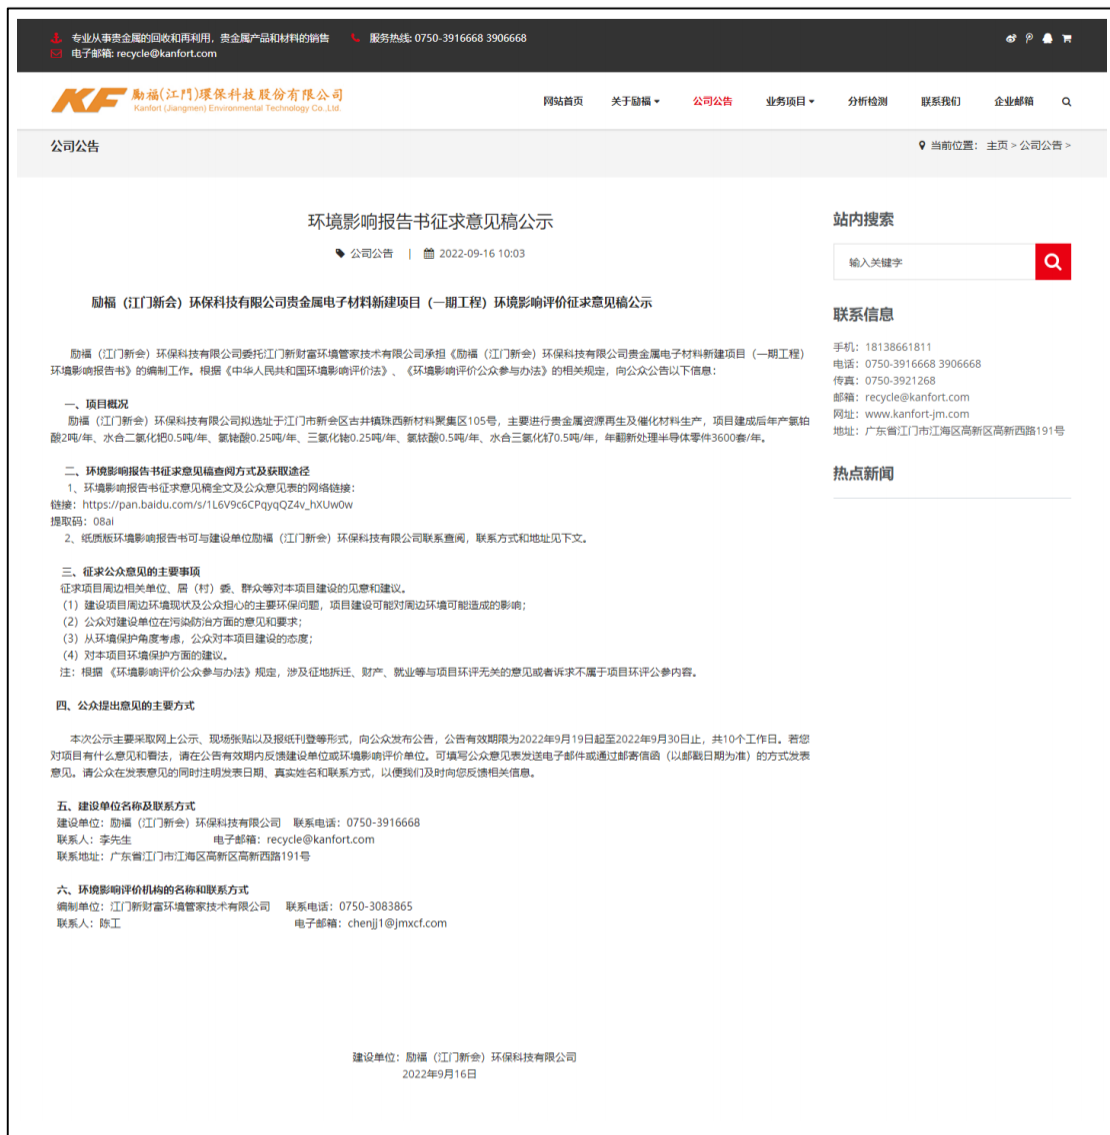 专业从事贵金属的回收和再利用，贵金属产品和材料的销售 服务热线: 0750-3916668 3906668
电子邮箱: recycle@kanfort.com
KF 勵福(江門)環保科技股份有限公司
Kanfort (Jiangmen) Environmental Technology Co., Ltd.
网站首页 关于励福 公司公告 业务项目 分析检测 联系我们 企业邮箱
公司公告 当前位置： 主页 > 公司公告 >
环境影响报告书征求意见稿公示
公司公告 | 2022-09-16 10:03
励福（江门新会）环保科技有限公司贵金属电子材料新建项目（一期工程）环境影响评价征求意见稿公示
励福（江门新会）环保科技有限公司委托江门新财富环境管家技术有限公司承担《励福（江门新会）环保科技有限公司贵金属电子材料新建项目（一期工程）
环境影响报告书》的编制工作。根据《中华人民共和国环境影响评价法》、《环境影响评价公众参与办法》的相关规定，向公众公告以下信息：
一、项目概况
励福（江门新会）环保科技有限公司拟选址于江门市新会区古井镇珠西新材料聚集区105号，主要进行贵金属资源再生及催化材料生产，项目建成后年产氯铂
酸2吨/年、水合二氯化钯0.5吨/年、氯铑酸0.25吨/年、三氯化铑0.25吨/年、氯铱酸0.5吨/年，水合三氯化钌0.5吨/年，年翻新处理半导体零件3600套/年。
二、环境影响报告书征求意见稿查阅方式及获取途径
1、环境影响报告书征求意见稿全文及公众意见表的网络链接：
链接：https://pan.baidu.com/s/1L6V9c6CPqyqQZ4v_hXUw0w
提取码：08ai
2、纸质版环境影响报告书可与建设单位励福（江门新会）环保科技有限公司联系查阅，联系方式和地址见下文。
三、征求公众意见的主要事项
征求项目周边相关单位、居（村）委、群众等对本项目建设的见意和建议。
（1）建设项目周边环境现状及公众担心的主要环保问题，项目建设可能对周边环境可能造成的影响；
（2）公众对建设单位在污染防治方面的意见和要求；
（3）从环境保护角度考虑，公众对本项目建设的态度；
（4）对本项目环境保护方面的建议。
注：根据 《环境影响评价公众参与办法》规定，涉及征地拆迁、财产、就业等与项目环评无关的意见或者诉求不属于项目环评公参内容。
四、公众提出意见的主要方式
本次公示主要采取网上公示、现场张贴以及报纸刊登等形式，向公众发布公告，公告有效期限为2022年9月19日起至2022年9月30日止，共10个工作日。若您
对项目有什么意见和看法，请在公告有效期内反馈建设单位或环境影响评价单位。可填写公众意见表发送电子邮件或通过邮寄信函（以邮戳日期为准）的方式发表
意见。请公众在发表意见的同时注明发表日期、真实姓名和联系方式，以便我们及时向您反馈相关信息。
五、建设单位名称及联系方式
建设单位：励福（江门新会）环保科技有限公司 联系电话：0750-3916668
联系人：李先生 电子邮箱：recycle@kanfort.com
联系地址：广东省江门市江海区高新区高新西路191号
六、环境影响评价机构的名称和联系方式
编制单位：江门新财富环境管家技术有限公司 联系电话：0750-3083865
联系人：陈工 电子邮箱：chenjj1@jmxcf.com
建设单位：励福（江门新会）环保科技有限公司
2022年9月16日
站内搜索
输入关键字
联系信息
手机：18138661811
电话：0750-3916668 3906668
传真：0750-3921268
邮箱：recycle@kanfort.com
网址：www.kanfort-jm.com
地址：广东省江门市江海区高新区高新西路191号
热点新闻